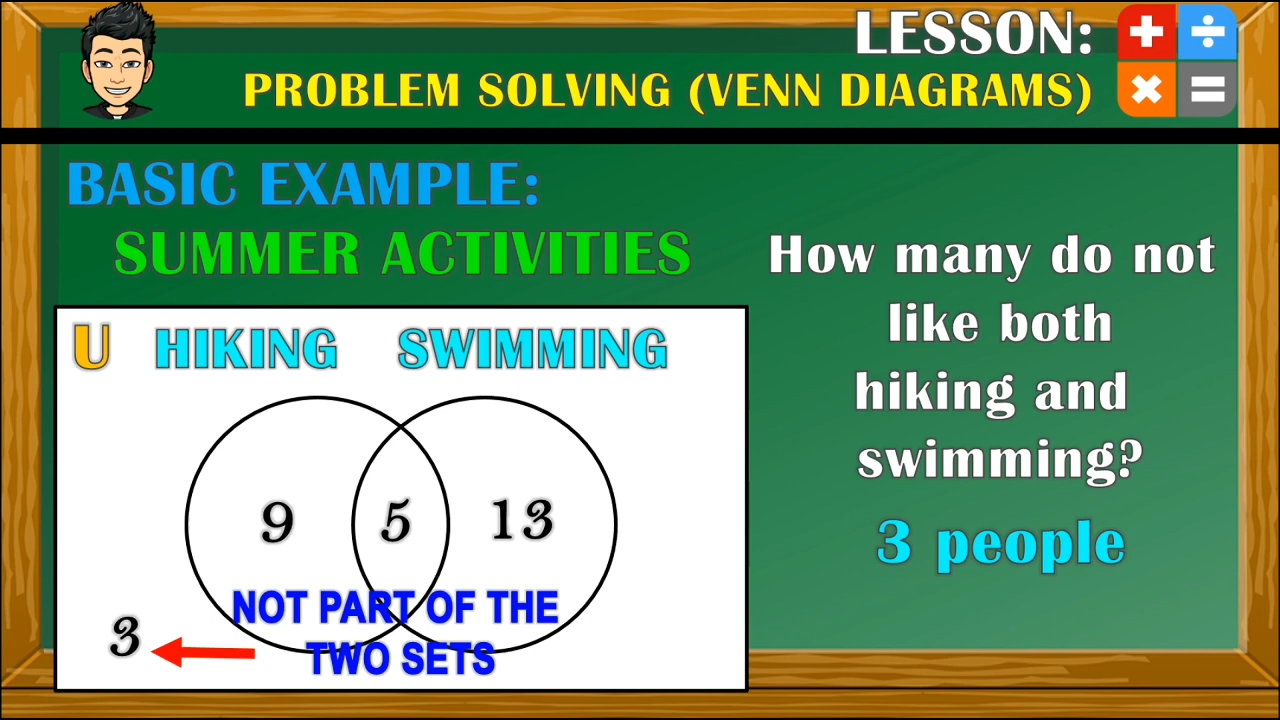 LESSON:
PROBLEM SOLVING (VENN DIAGRAMS)
BASIC EXAMPLE:
SUMMER ACTIVITIES
U HIKING SWIMMING
9 5 13
NOT PART OF THE
TWO SETS
3
How many do not
like both
hiking and
swimming?
3 people